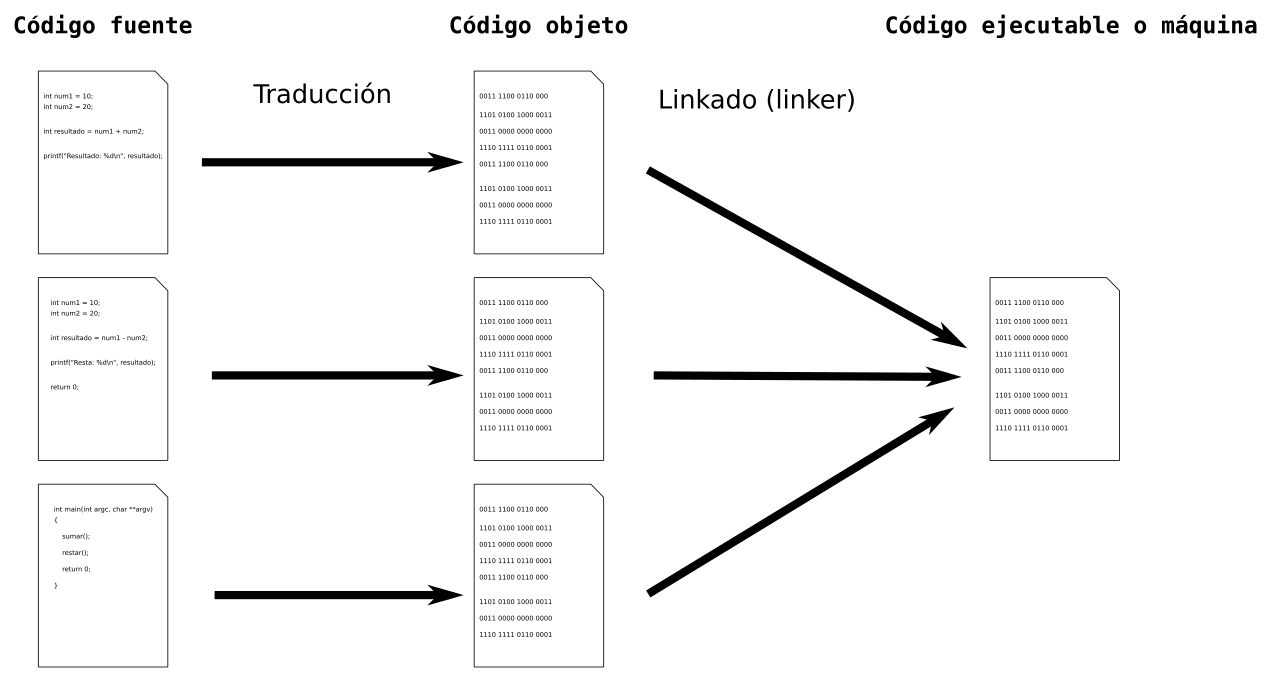 Código fuente
Código objeto
Código ejecutable o máquina
Traducción
Linkado (linker)
int num1 = 10;
int num2 = 20;
int resultado = num1 + num2;
printf("Resultado: %d\n", resultado);
0011 1100 0110 000
1101 0100 1000 0011
0011 0000 0000 0000
1110 1111 0110 0001
0011 1100 0110 000
1101 0100 1000 0011
0011 0000 0000 0000
1110 1111 0110 0001
int num1 = 10;
int num2 = 20;
int resultado = num1 - num2;
printf("Resta: %d\n", resultado);
return 0;
0011 1100 0110 000
1101 0100 1000 0011
0011 0000 0000 0000
1110 1111 0110 0001
0011 1100 0110 000
1101 0100 1000 0011
0011 0000 0000 0000
1110 1111 0110 0001
0011 1100 0110 000
1101 0100 1000 0011
0011 0000 0000 0000
1110 1111 0110 0001
0011 1100 0110 000
1101 0100 1000 0011
0011 0000 0000 0000
1110 1111 0110 0001
int main(int argc, char **argv)
{
sumar();
restar();
return 0;
}
0011 1100 0110 000
1101 0100 1000 0011
0011 0000 0000 0000
1110 1111 0110 0001
0011 1100 0110 000
1101 0100 1000 0011
0011 0000 0000 0000
1110 1111 0110 0001